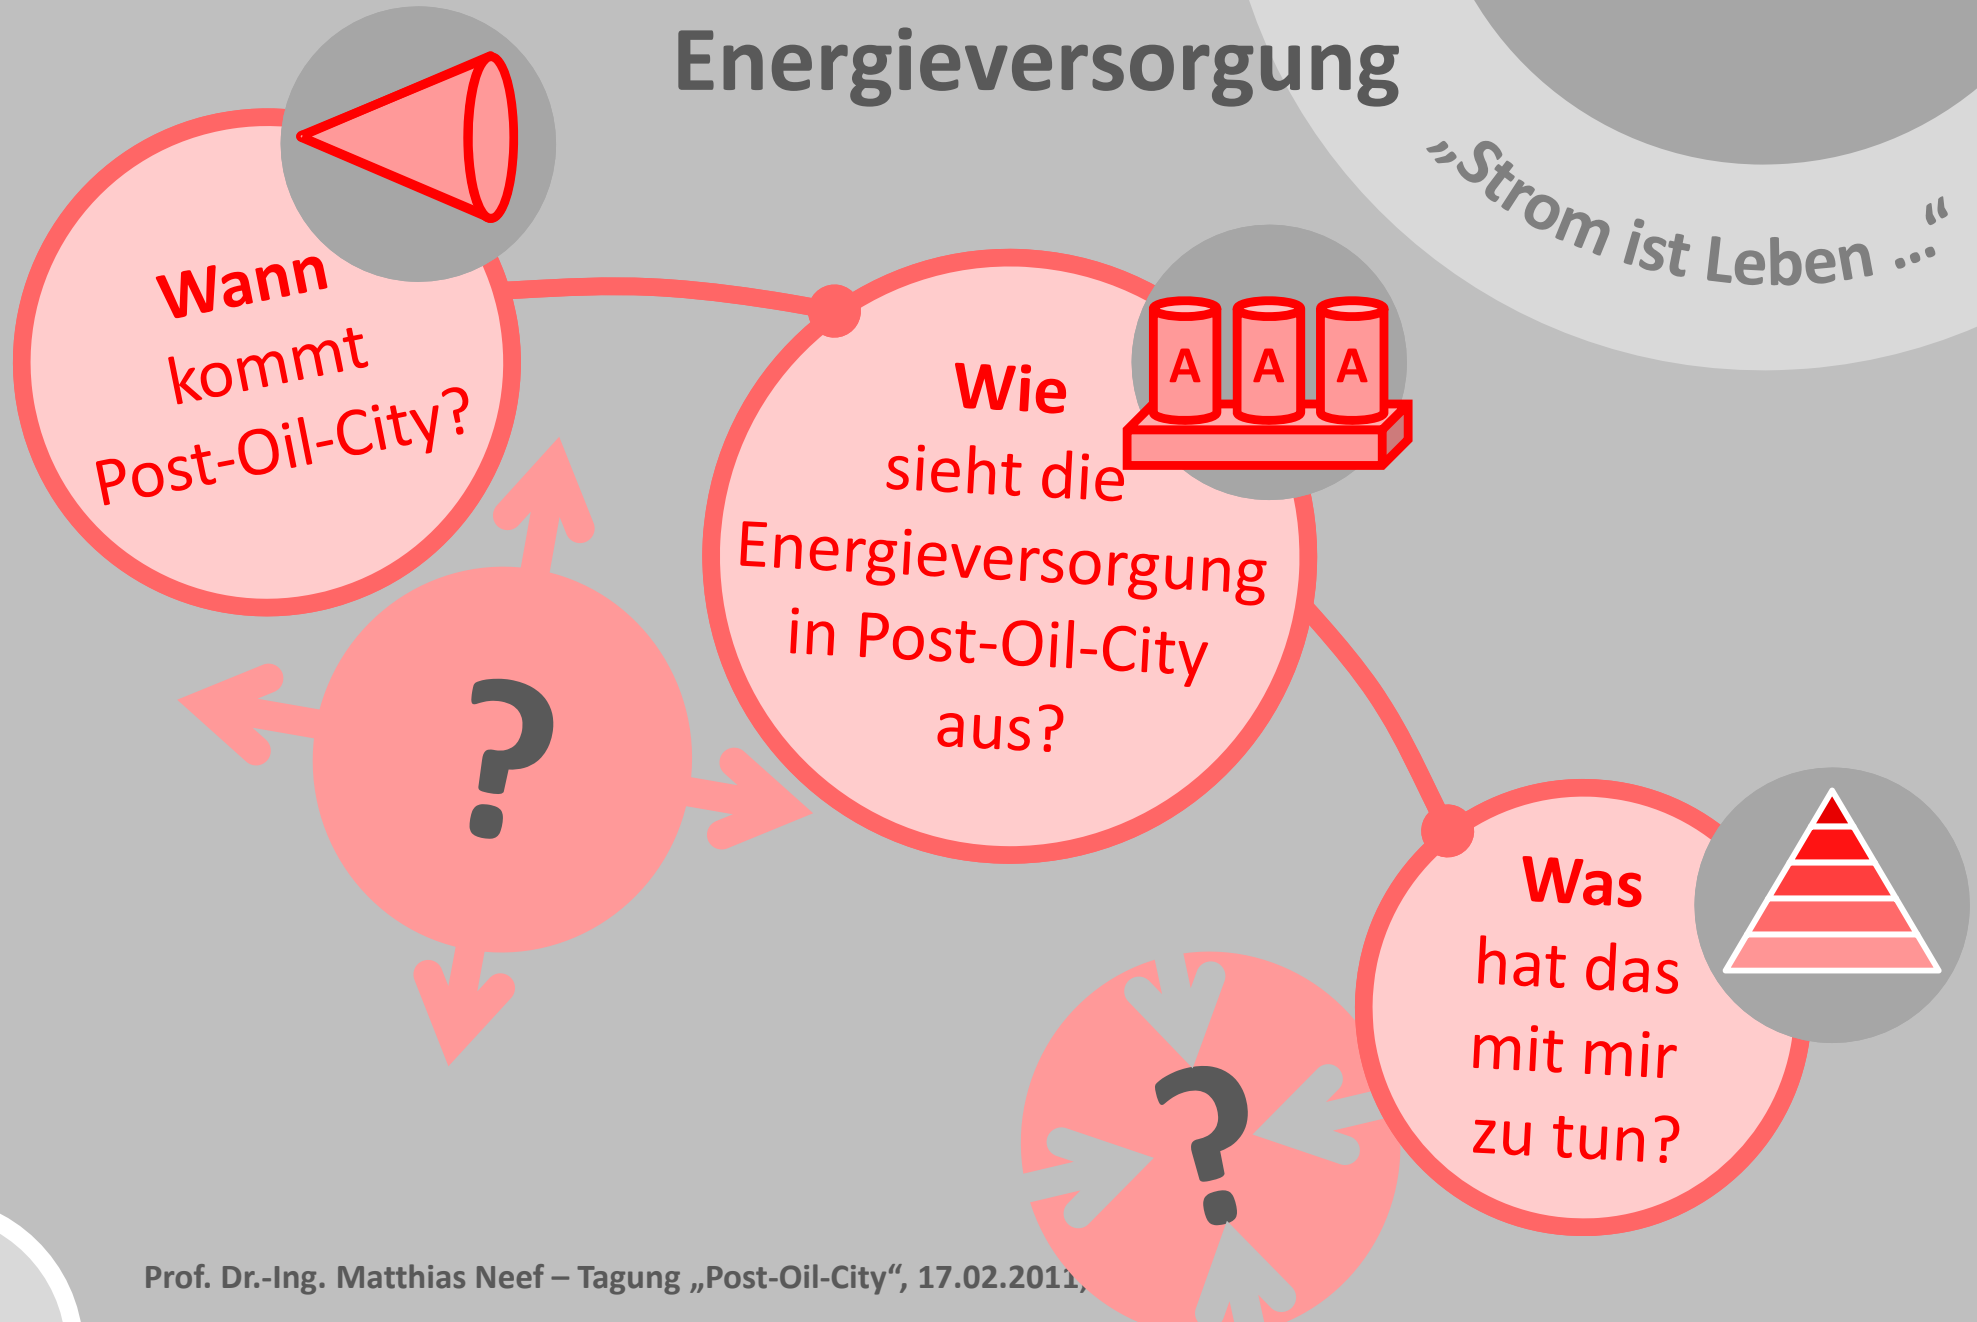 Energieversorgung
„Strom ist Leben ...“
Wann
kommt
Post-Oil-City?
A A A
Wie
sieht die
Energieversorgung
in Post-Oil-City
aus?
?
Was
hat das
mit mir
zu tun?
?
Prof. Dr.-Ing. Matthias Neef – Tagung „Post-Oil-City“, 17.02.2011,